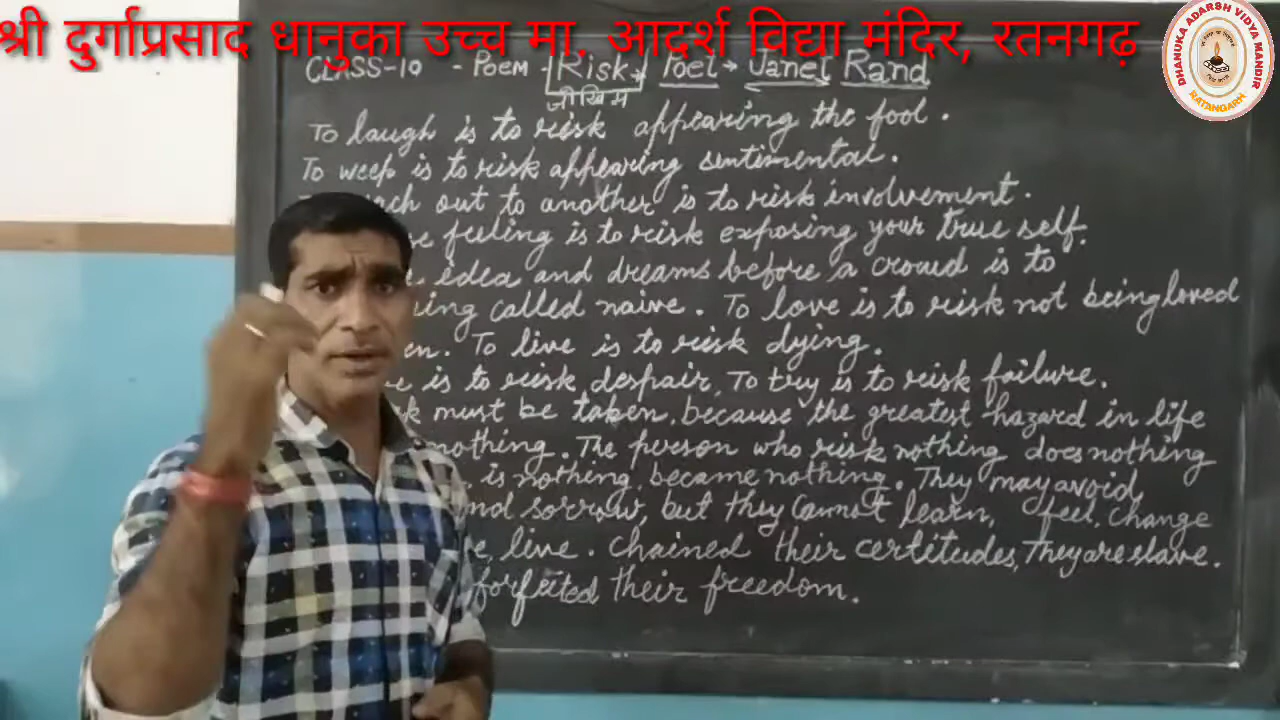 श्री दुर्गाप्रसाद धानुका उच्च मा. आदर्श विद्या मंदिर, रतनगढ़
DHANUKA ADARSH VIDYA MANDIR
RATANGARH
CLASS-10 - Poem - Risk → Poet → Janet Rand
जोखिम
To laugh is to risk appearing the fool.
To weep is to risk appearing sentimental.
out to another is to risk involvement.
feeling is to risk exposing your true self.
idea and dreams before a crowd is to
called naive. To love is to risk not being loved
To live is to risk dying.
is to risk despair. To try is to risk failure.
must be taken, because the greatest hazard in life
nothing. The person who risk nothing does nothing
is nothing, became nothing. They may avoid,
sorrow, but they cannot learn, feel, change
live. Chained their certitudes, They are slave.
forfeited their freedom.